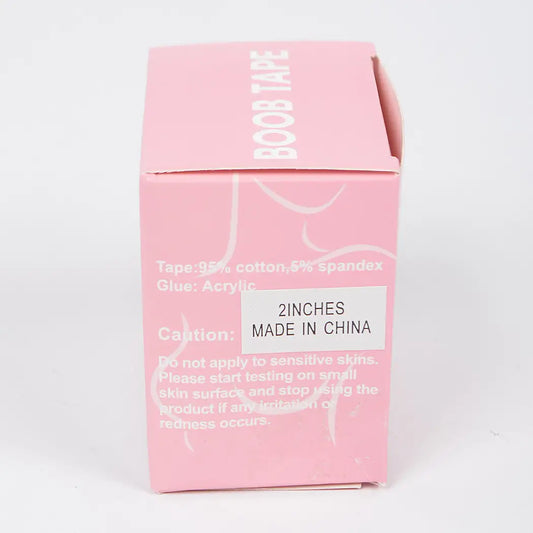 BOOB TAPE
Tape:95% cotton,5% spandex
Glue: Acrylic
2INCHES
MADE IN CHINA
Caution:
Do not apply to sensitive skins.
Please start testing on small
skin surface and stop using the
product if any irritation or
redness occurs.